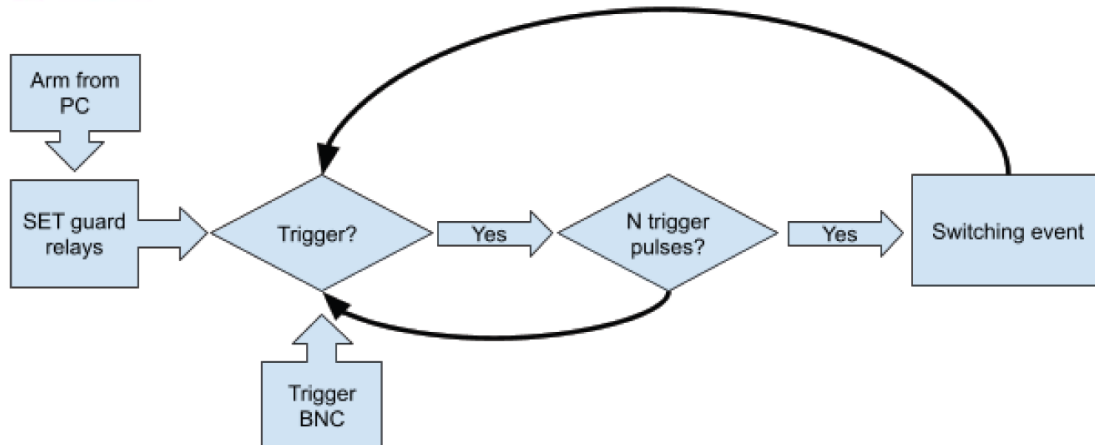 Arm from
PC
SET guard
relays
Trigger?
Yes
N trigger
pulses?
Yes
Switching event
Trigger
BNC